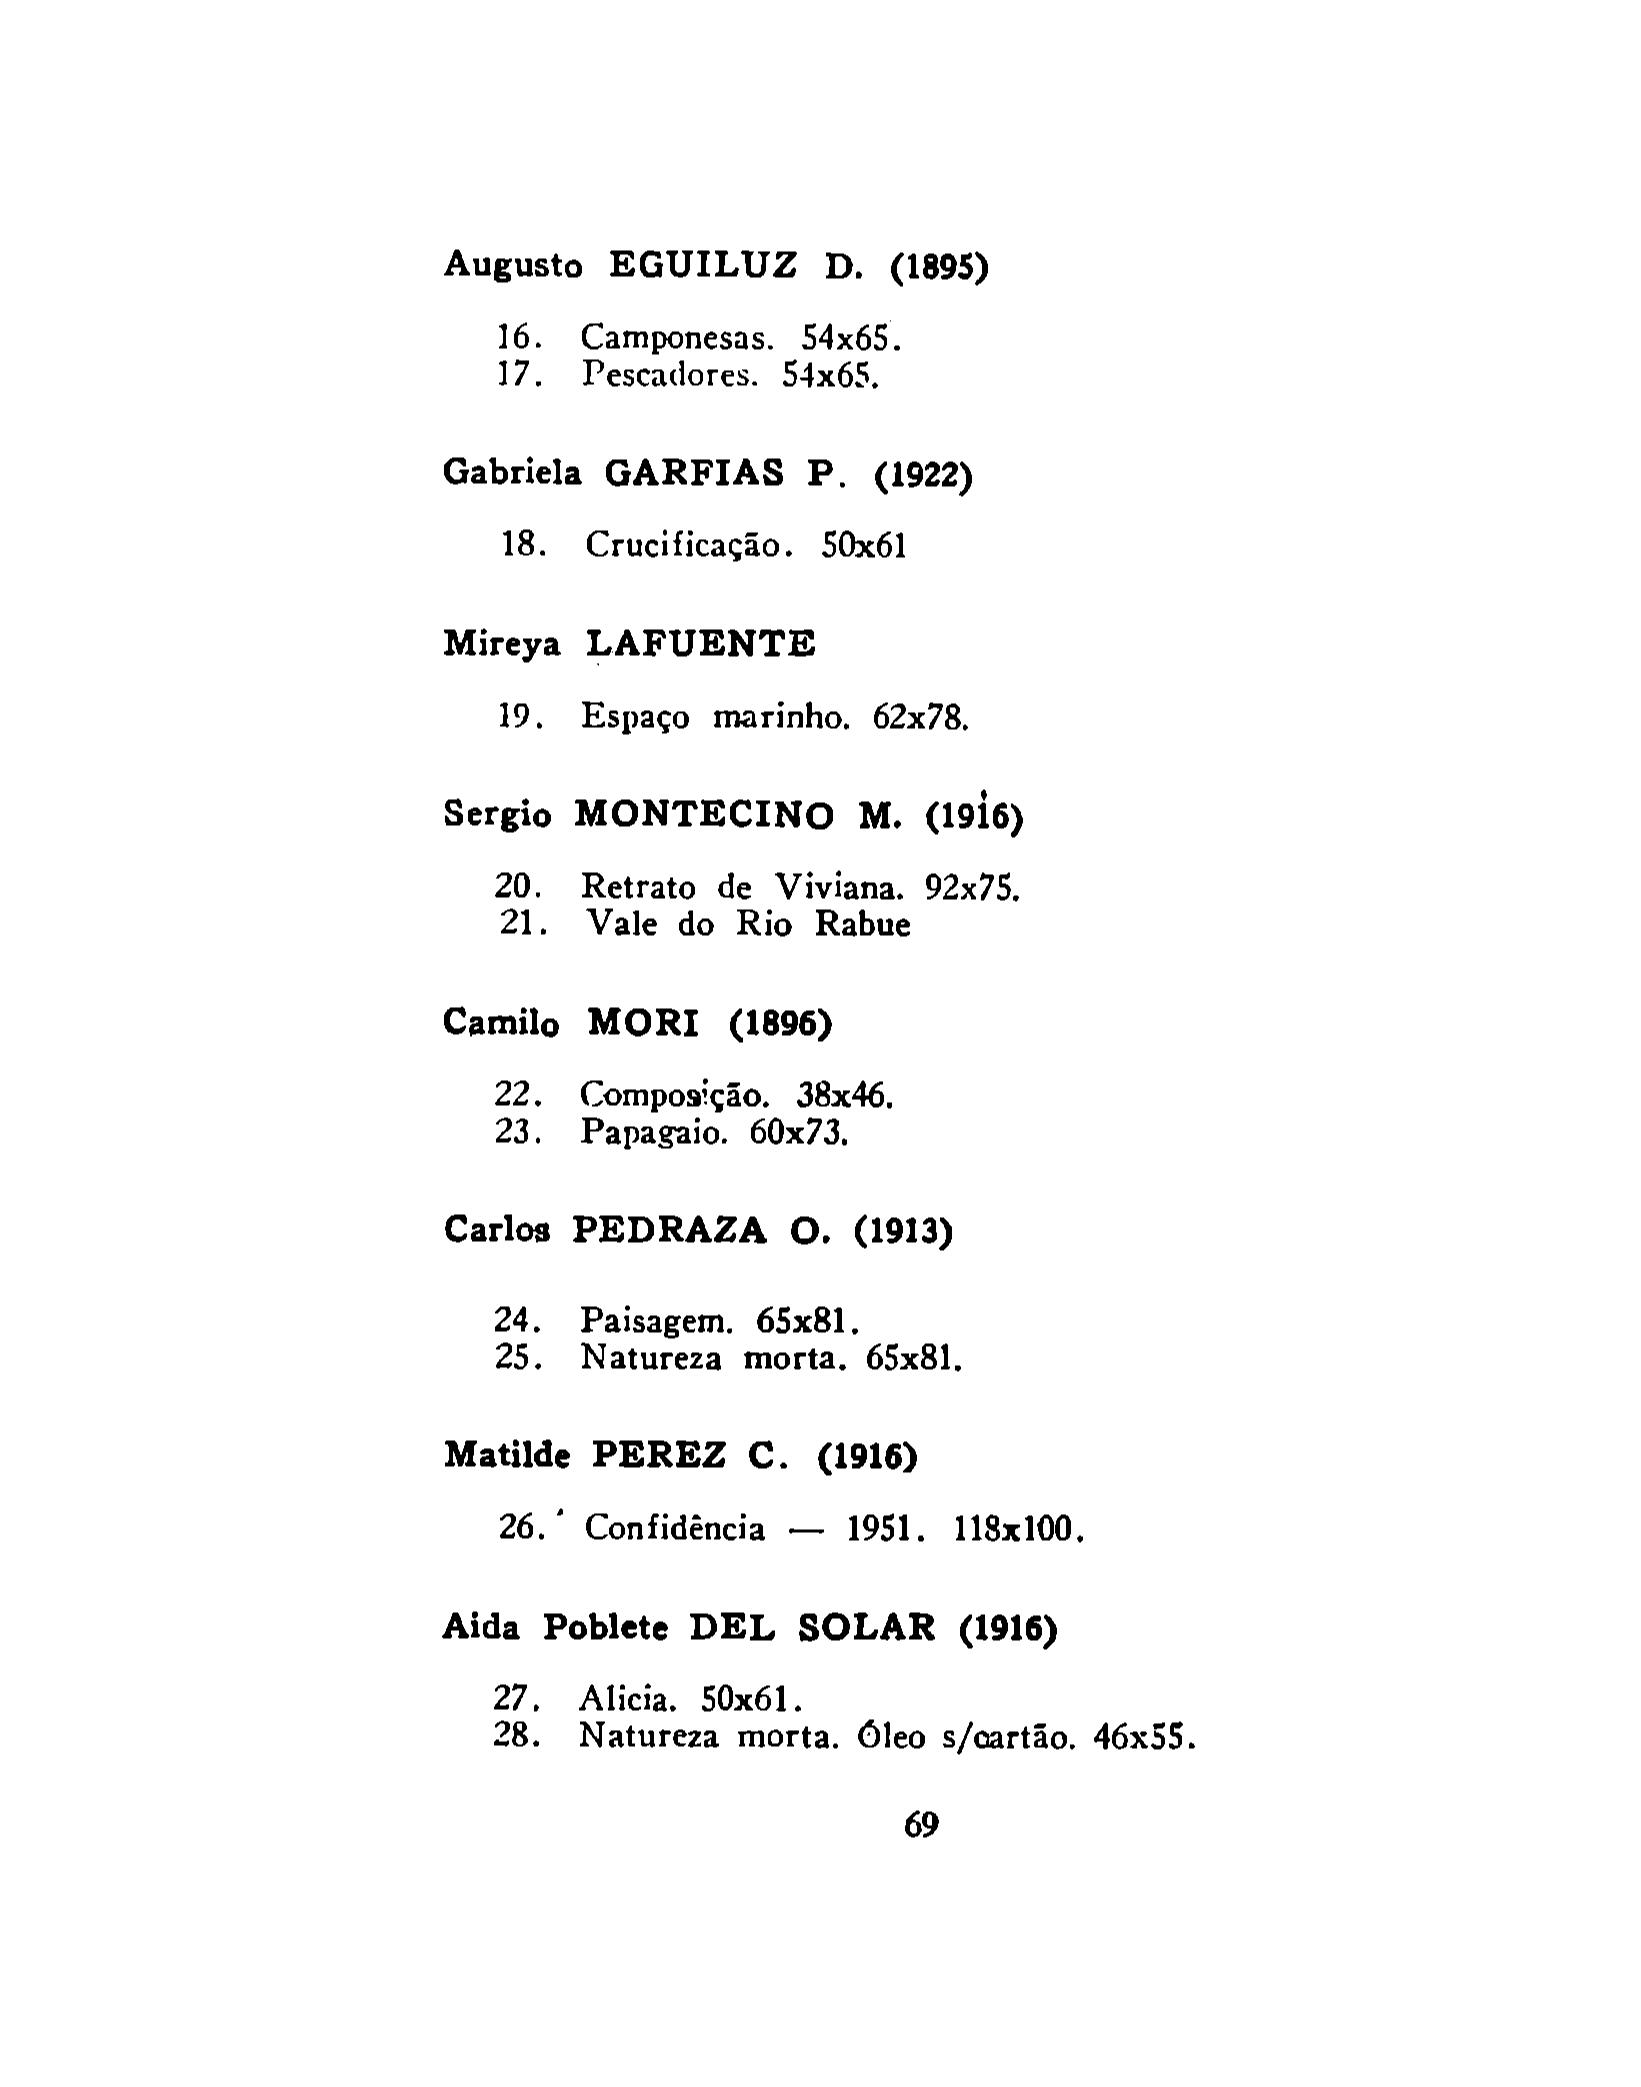 Augusto EGUILUZ D. (1895)
16. Camponesas. 54x65.
17. Pescadores. 54x65.
Gabriela GARFIAS P. (1922)
18. Crucificação. 50x61
Mireya LAFUENTE
19. Espaço marinho. 62x78.
Sergio MONTECINO M. (1916)
20. Retrato de Viviana. 92x75.
21. Vale do Rio Rabue
Camilo MORI (1896)
22. Composição. 38x46.
23. Papagaio. 60x73.
Carlos PEDRAZA O. (1913)
24. Paisagem. 65x81.
25. Natureza morta. 65x81.
Matilde PEREZ C. (1916)
26. Confidência — 1951. 118x100.
Aida Poblete DEL SOLAR (1916)
27. Alicia. 50x61.
28. Natureza morta. Óleo s/cartão. 46x55.
69